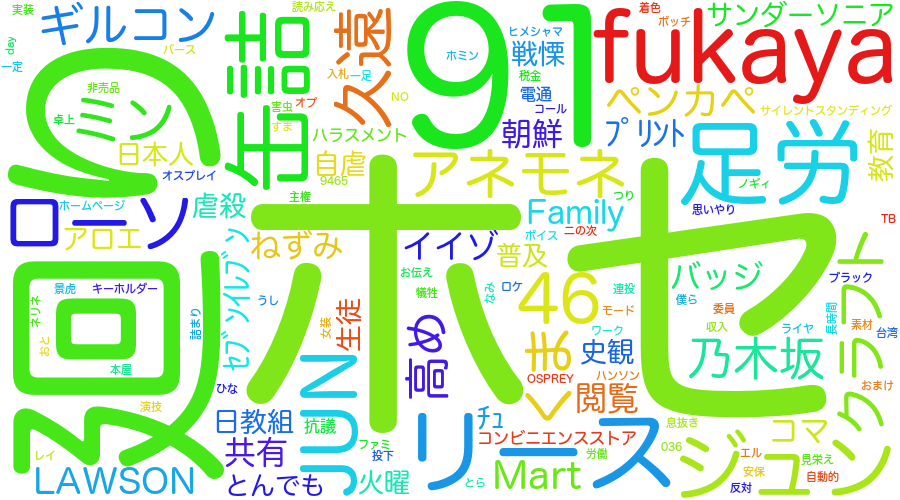 実装
day
一定
ギルコン
バース
非売品
卓上
ミン
日本人
オスプレイ
り
ローソン
ホームページ
アロエ
虐殺
缶詰
読み応え
久遠
入札
一足
害虫
オプ
すま
ハラスメント
NO
自虐
9465
主権
91
ホミン
ヒメシャマ
戦慄
税金
電通
コール
朝鮮
着色
ボッチ
サンダーソニア
fukaya
ペンカペ
サイレントスタンディング
プリント
足労
教育
ノギィ
アネモネ
つり
思いやり
TB
Family
ボイス
二の次
ホセ
ねずみ
イイゾ
普及
お伝え
犠牲
なみ
ロケ
46
連投
モード
ワーク
バッジ
僕ら
委員
収入
ブラック
長時間
素材
台湾
ライヤ
乃木坂
クラフト
おまけ
廻
ネリネ
景虎
キーホルダー
詰まり
おと
本屋
セブンイレブン
うし
女装
生徒
高め
くま
史観
OSPREY
ハンソン
閲覧
ひな
演技
日教組
抗議
JUN
共有
ファミ
投下
レイ
LAWSON
とんでも
火曜
チュ
リース
コンビニエンスストア
労働
とら
Mart
息抜き
036
ジュン
コマ
エル
安保
反対
見栄え
自動的